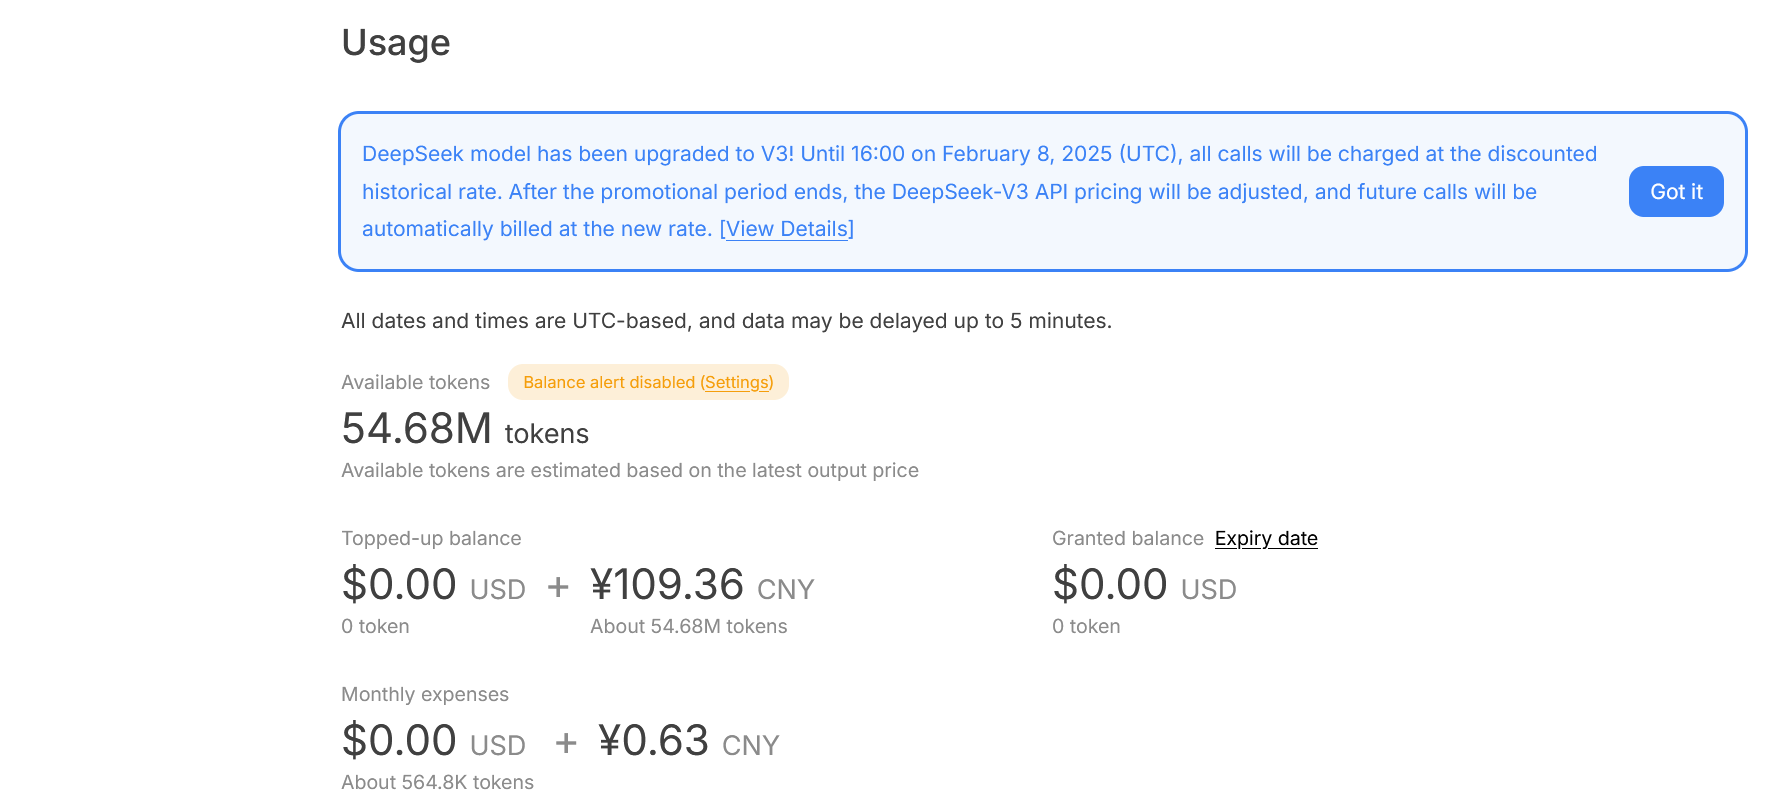 Usage
DeepSeek model has been upgraded to V3! Until 16:00 on February 8, 2025 (UTC), all calls will be charged at the discounted
historical rate. After the promotional period ends, the DeepSeek-V3 API pricing will be adjusted, and future calls will be
automatically billed at the new rate. [View Details]
Got it
All dates and times are UTC-based, and data may be delayed up to 5 minutes.
Available tokens Balance alert disabled (Settings)
54.68M tokens
Available tokens are estimated based on the latest output price
Topped-up balance
$0.00 USD + ¥109.36 CNY
0 token About 54.68M tokens
Granted balance Expiry date
$0.00 USD
0 token
Monthly expenses
$0.00 USD + ¥0.63 CNY
About 564.8K tokens